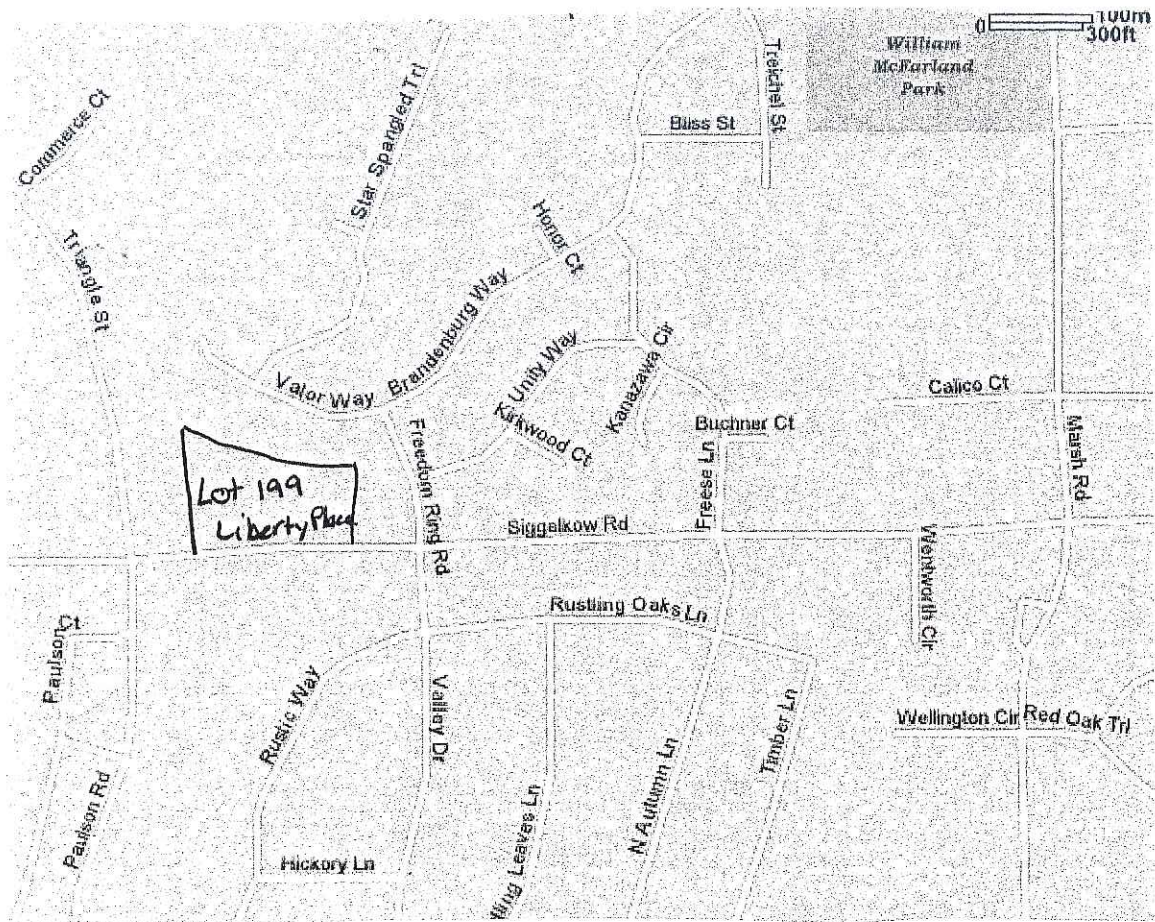 0 100m
300ft
William
McFarland
Park
Treichel St
Bliss St
Star Spangled Trl
Commerce Ct
Honor Ct
Triangle St
Brandenburg Way
Unity Way
Kanazawa Cir
Valor Way
Calico Ct
Kirkwood Ct
Buchner Ct
Freedom Ring Rd
Freese Ln
Marsh Rd
Lot 199
Liberty Place
Siggelkow Rd
Wentworth Cir
Rustling Oaks Ln
Paulson Ct
Rustic Way
Valley Dr
Timber Ln
Wellington Cir
Red Oak Trl
N Autumn Ln
Paulson Rd
lling Leaves Ln
Hickory Ln